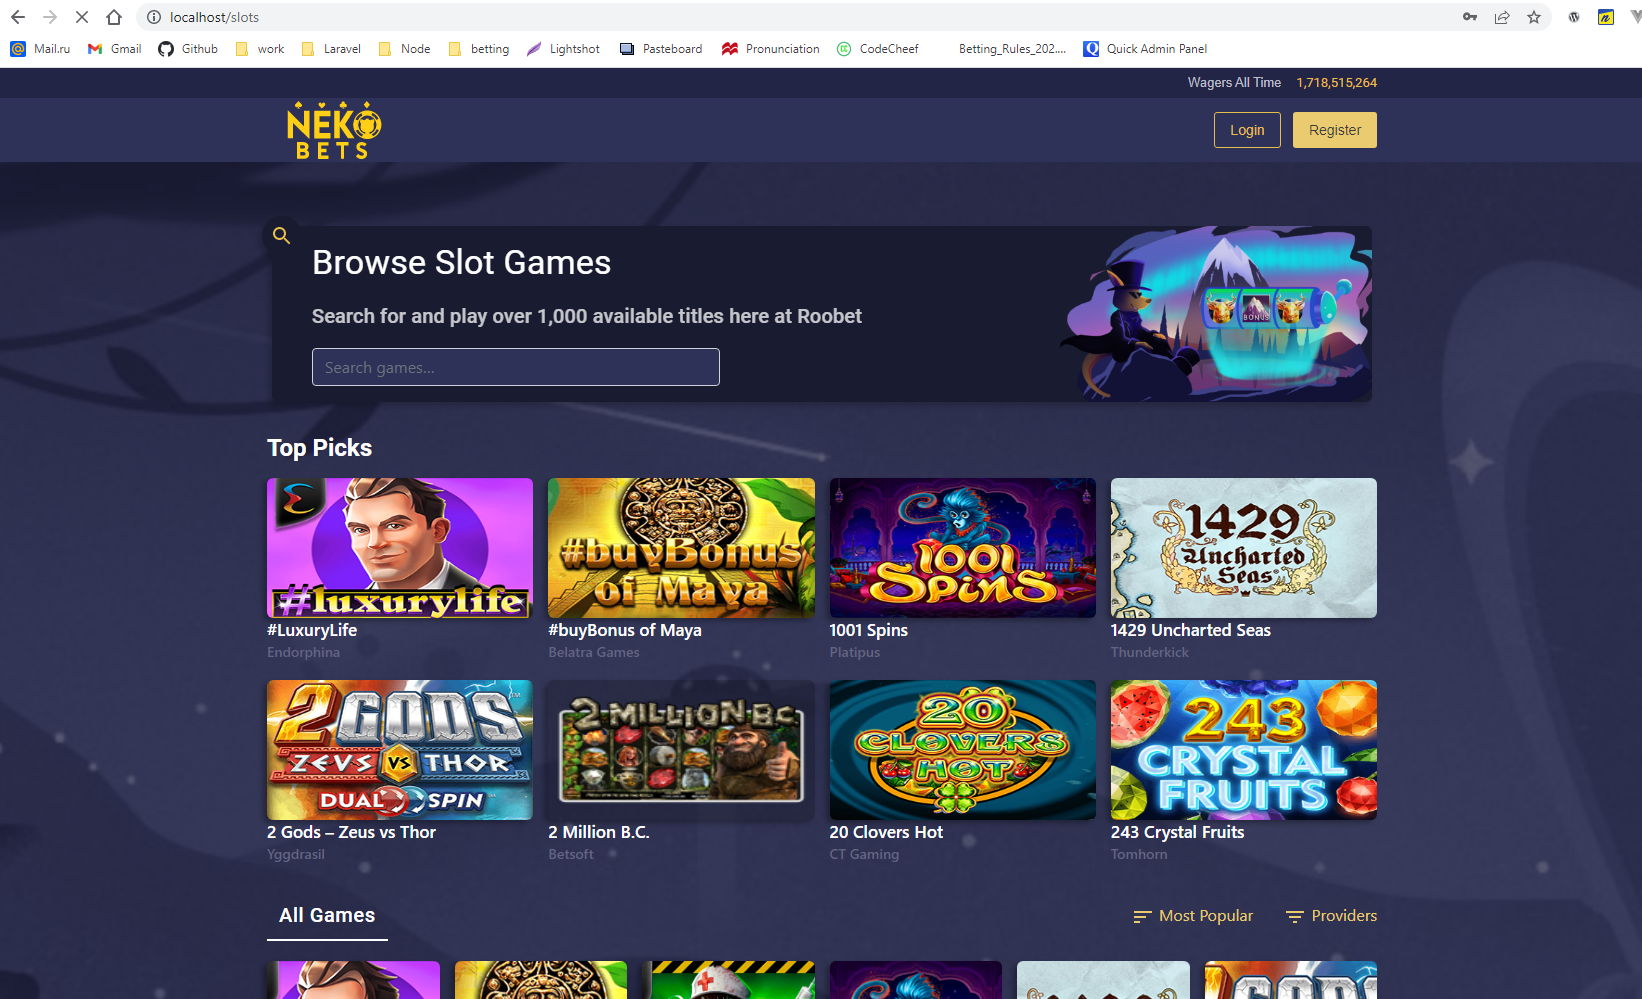 localhost/slots
Mail.ru Gmail Github work Laravel Node betting Lightshot Pasteboard Pronunciation CodeCheef Betting_Rules_202.... Quick Admin Panel
Wagers All Time 1,718,515,264
NEKO
BETS
Login Register
Browse Slot Games
Search for and play over 1,000 available titles here at Roobet
Search games...
BONUS
Top Picks
#luxurylife
#buyBonus
of Maya
1001
Spins
1429
Uncharted
Seas
#LuxuryLife #buyBonus of Maya 1001 Spins 1429 Uncharted Seas
Endorphina Belatra Games Platipus Thunderkick
2 GODS
ZEUS VS THOR
DUAL SPIN
2 MILLION B.C.
20
CLOVERS
HOT
243
CRYSTAL
FRUITS
2 Gods – Zeus vs Thor 2 Million B.C. 20 Clovers Hot 243 Crystal Fruits
Yggdrasil Betsoft CT Gaming Tomhorn
All Games Most Popular Providers